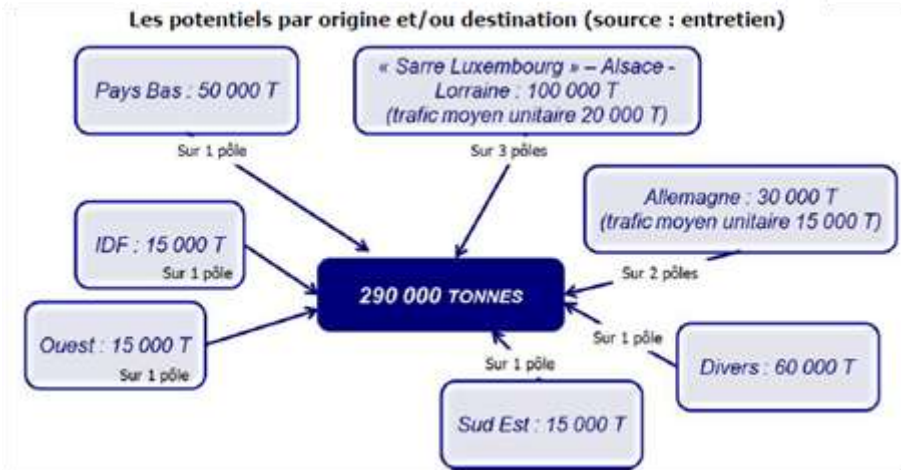 Les potentiels par origine et/ou destination (source : entretien)
Pays Bas : 50 000 T
Sur 1 pôle
« Sarre Luxembourg » – Alsace -
Lorraine : 100 000 T
(trafic moyen unitaire 20 000 T)
Sur 3 pôles
Allemagne : 30 000 T
(trafic moyen unitaire 15 000 T)
Sur 2 pôles
IDF : 15 000 T
Sur 1 pôle
290 000 TONNES
Ouest : 15 000 T
Sur 1 pôle
Sur 1 pôle
Divers : 60 000 T
Sur 1 pôle
Sud Est : 15 000 T